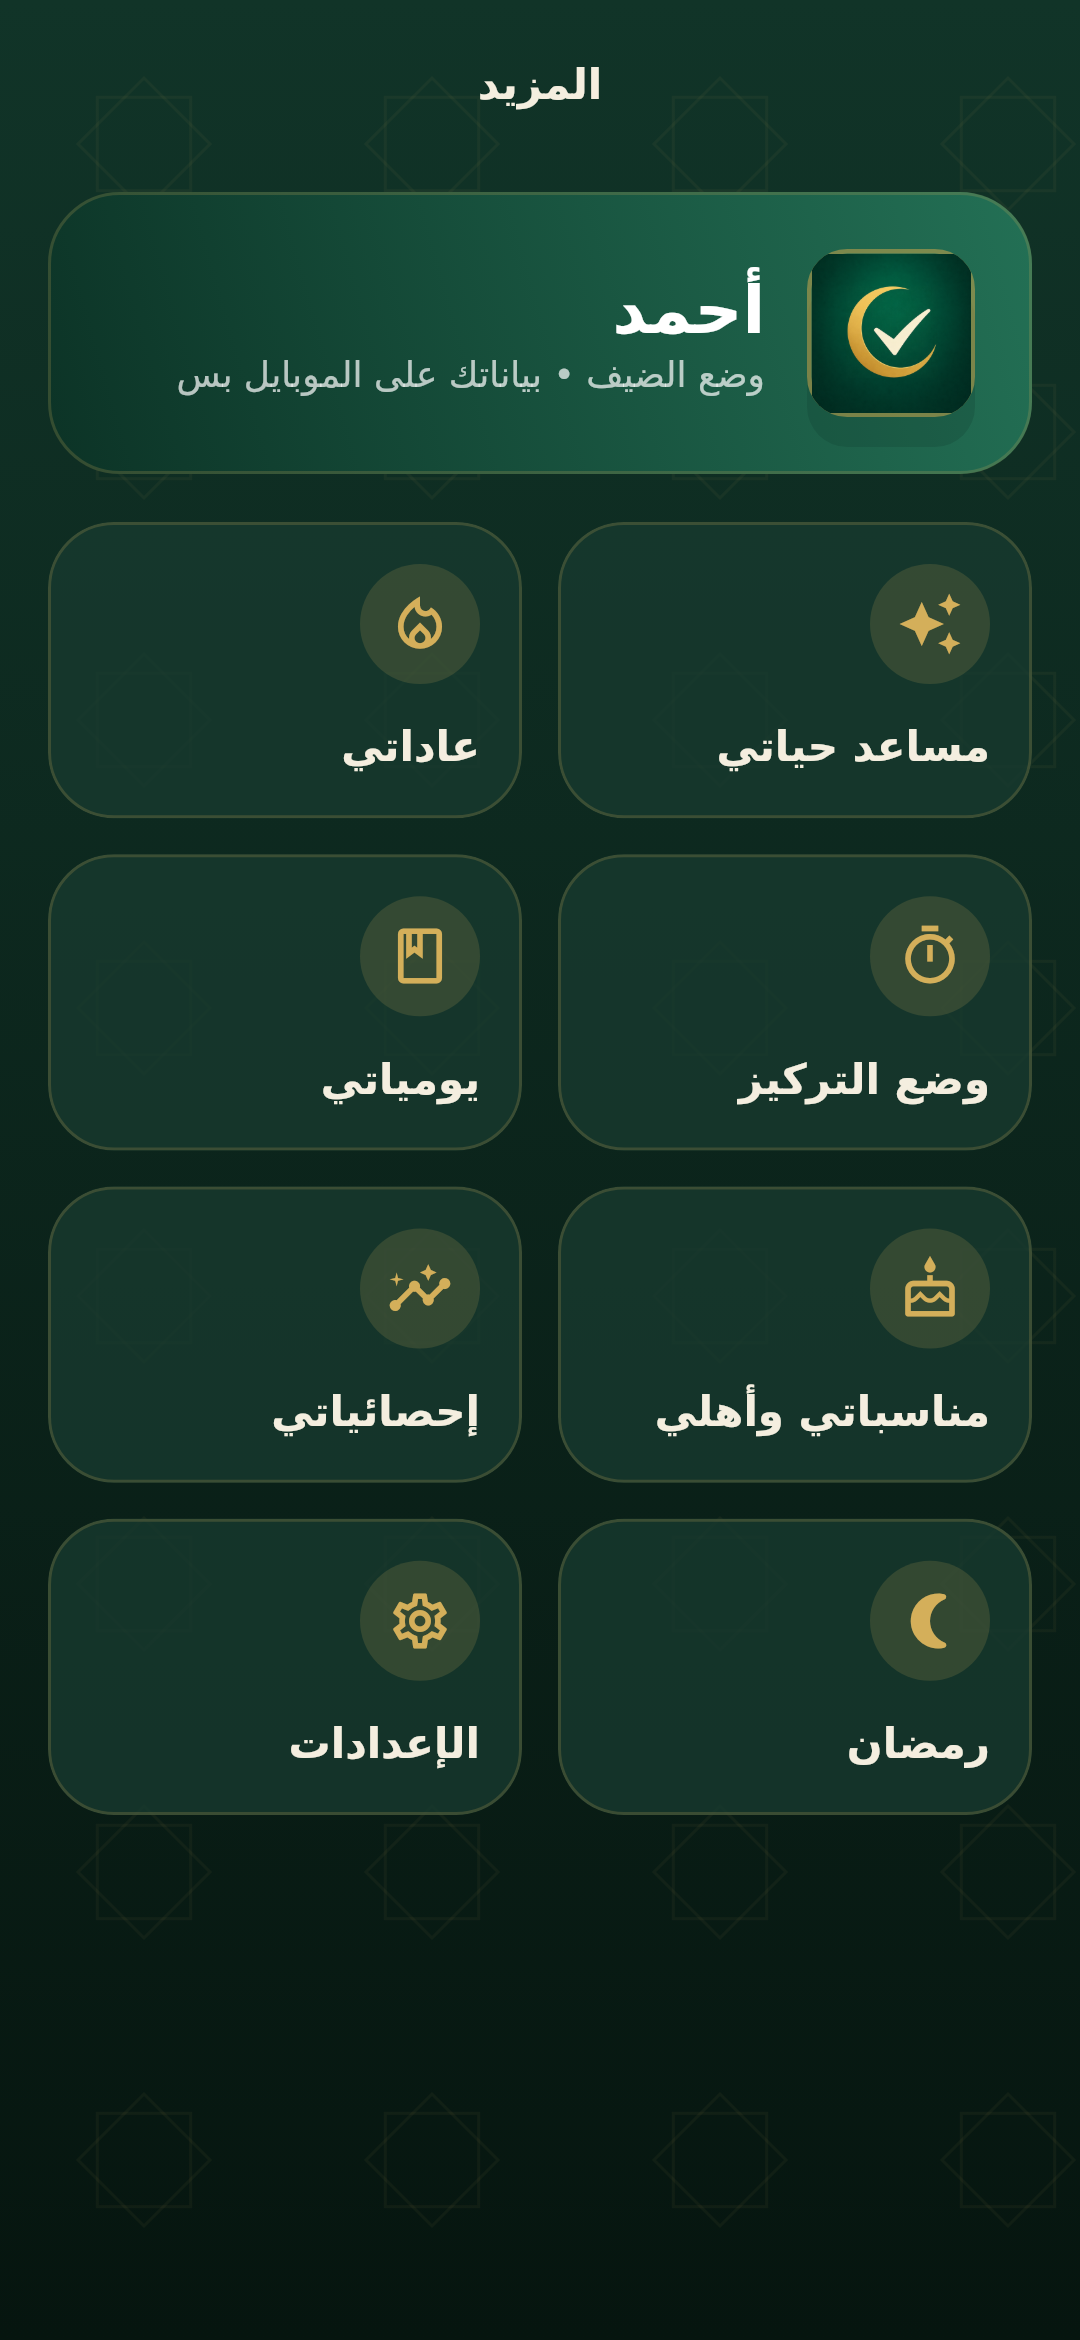 المزيد
أحمد
وضع الضيف • بياناتك على الموبايل بس
مساعد حياتي
عاداتي
وضع التركيز
يومياتي
مناسباتي وأهلي
إحصائياتي
رمضان
الإعدادات